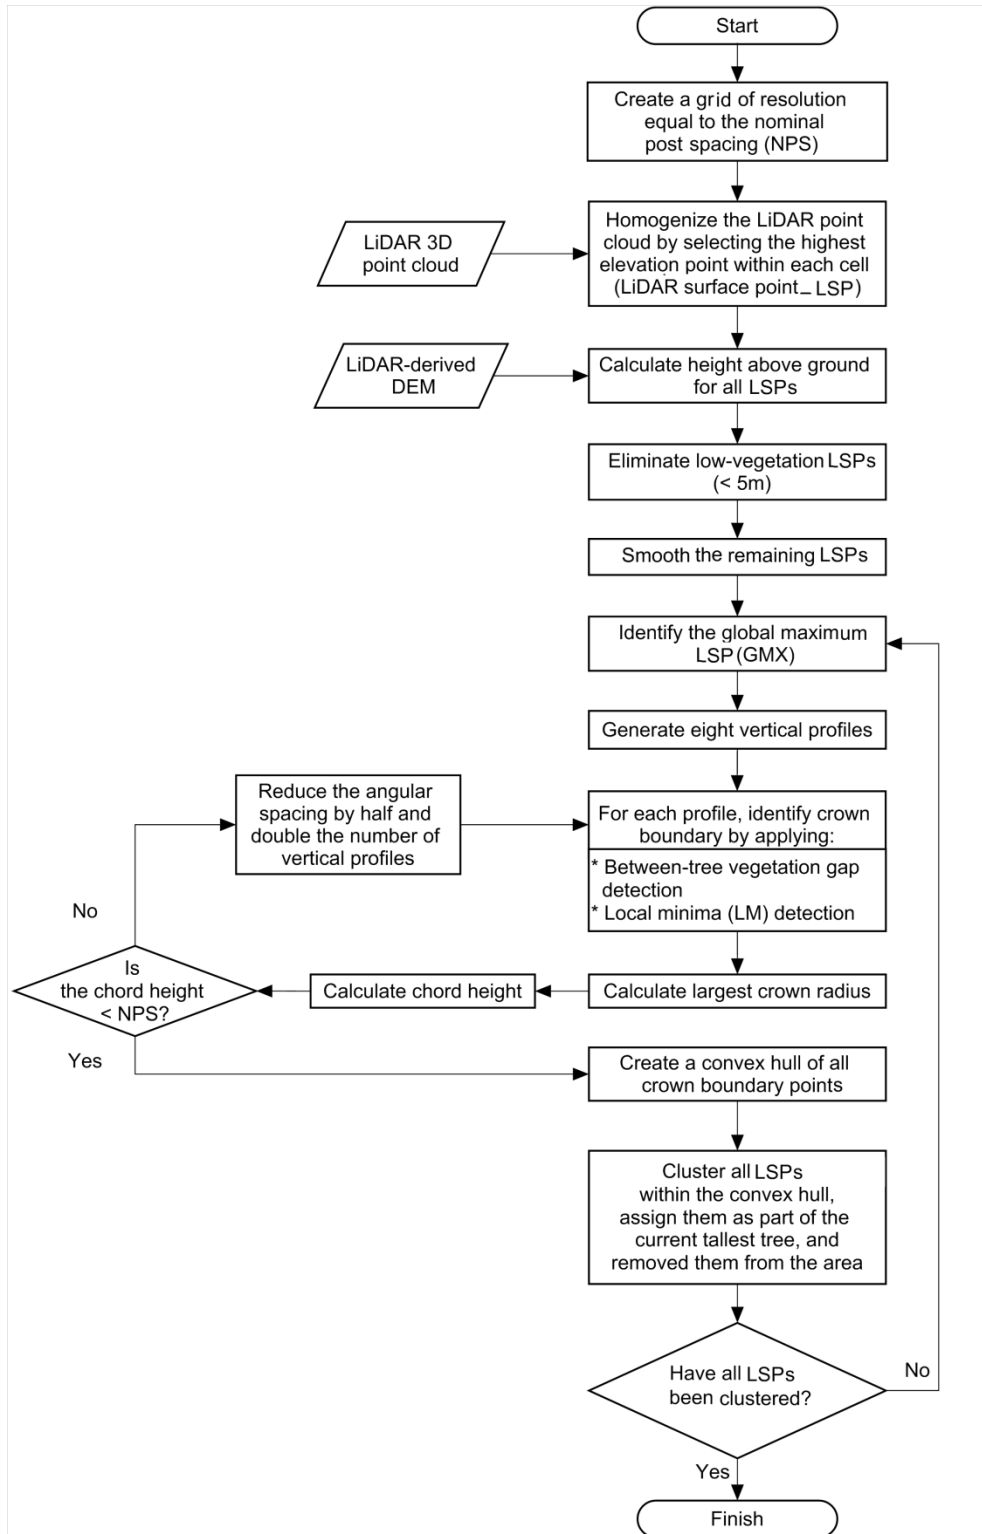 Start
Create a grid of resolution
equal to the nominal
post spacing (NPS)
LiDAR 3D
point cloud
Homogenize the LiDAR point
cloud by selecting the highest
elevation point within each cell
(LiDAR surface point_ LSP)
LiDAR-derived
DEM
Calculate height above ground
for all LSPs
Eliminate low-vegetation LSPs
(< 5m)
Smooth the remaining LSPs
Identify the global maximum
LSP (GMX)
Generate eight vertical profiles
Reduce the angular
spacing by half and
double the number of
vertical profiles
For each profile, identify crown
boundary by applying:
* Between-tree vegetation gap
detection
* Local minima (LM) detection
No
Is
the chord height
< NPS?
Calculate chord height
Calculate largest crown radius
Yes
Create a convex hull of all
crown boundary points
Cluster all LSPs
within the convex hull,
assign them as part of the
current tallest tree, and
removed them from the area
Have all LSPs
been clustered?
No
Yes
Finish